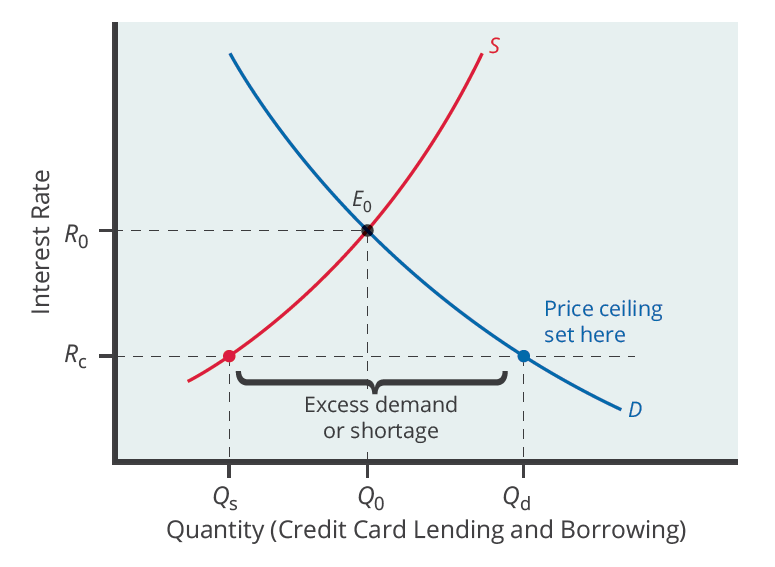 S
E0
Interest Rate
R0
Price ceiling
set here
Rc
Excess demand
or shortage
D
Qs Q0 Qd
Quantity (Credit Card Lending and Borrowing)